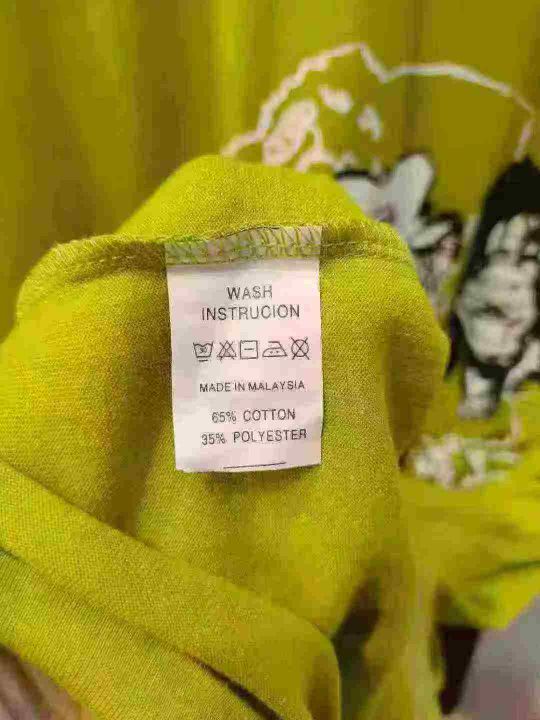 WASH
INSTRUCION
MADE IN MALAYSIA
65% COTTON
35% POLYESTER